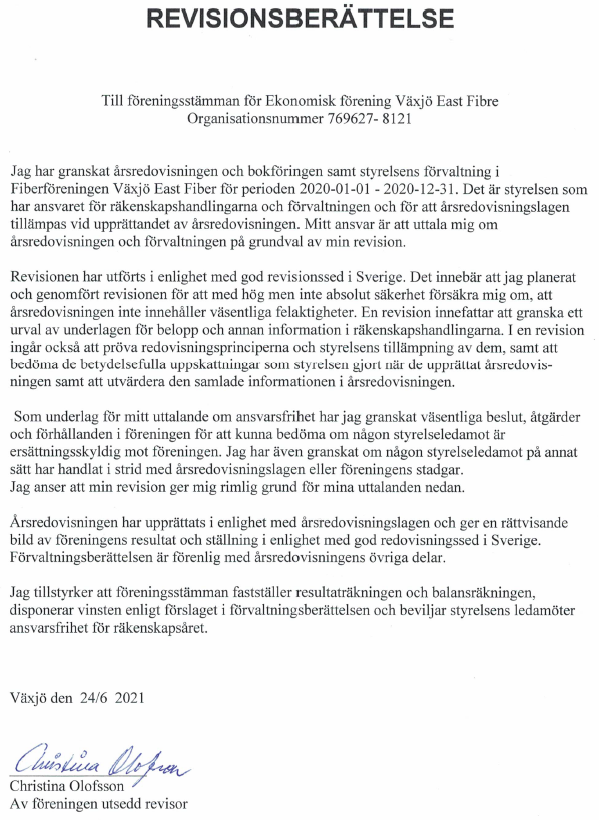 REVISIONSBERÄTTELSE
Till föreningsstämman för Ekonomisk förening Växjö East Fibre
Organisationsnummer 769627- 8121
Jag har granskat årsredovisningen och bokföringen samt styrelsens förvaltning i
Fiberföreningen Växjö East Fiber för perioden 2020-01-01 - 2020-12-31. Det är styrelsen som
har ansvaret för räkenskapshandlingarna och förvaltningen och för att årsredovisningslagen
tillämpas vid upprättandet av årsredovisningen. Mitt ansvar är att uttala mig om
årsredovisningen och förvaltningen på grundval av min revision.
Revisionen har utförts i enlighet med god revisionssed i Sverige. Det innebär att jag planerat
och genomfört revisionen för att med hög men inte absolut säkerhet försäkra mig om, att
årsredovisningen inte innehåller väsentliga felaktigheter. En revision innefattar att granska ett
urval av underlagen för belopp och annan information i räkenskapshandlingarna. I en revision
ingår också att pröva redovisningsprinciperna och styrelsens tillämpning av dem, samt att
bedöma de betydelsefulla uppskattningar som styrelsen gjort när de upprättat årsredovis-
ningen samt att utvärdera den samlade informationen i årsredovisningen.
Som underlag för mitt uttalande om ansvarsfrihet har jag granskat väsentliga beslut, åtgärder
och förhållanden i föreningen för att kunna bedöma om någon styrelseledamot är
ersättningsskyldig mot föreningen. Jag har även granskat om någon styrelseledamot på annat
sätt har handlat i strid med årsredovisningslagen eller föreningens stadgar.
Jag anser att min revision ger mig rimlig grund för mina uttalanden nedan.
Årsredovisningen har upprättats i enlighet med årsredovisningslagen och ger en rättvisande
bild av föreningens resultat och ställning i enlighet med god redovisningssed i Sverige.
Förvaltningsberättelsen är förenlig med årsredovisningens övriga delar.
Jag tillstyrker att föreningsstämman fastställer resultaträkningen och balansräkningen,
disponerar vinsten enligt förslaget i förvaltningsberättelsen och beviljar styrelsens ledamöter
ansvarsfrihet för räkenskapsåret.
Växjö den 24/6 2021
Christina Olofsson
Christina Olofsson
Av föreningen utsedd revisor